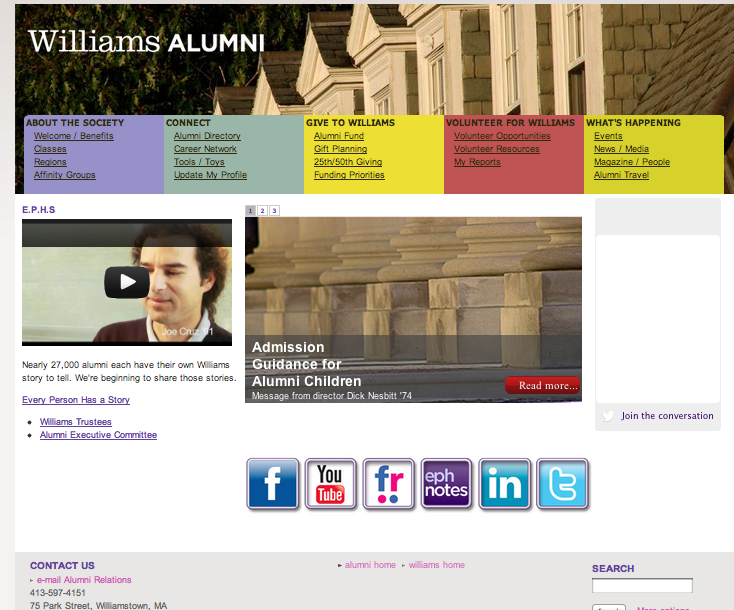 Williams ALUMNI
ABOUT THE SOCIETY
Welcome / Benefits
Classes
Regions
Affinity Groups
CONNECT
Alumni Directory
Career Network
Tools / Toys
Update My Profile
GIVE TO WILLIAMS
Alumni Fund
Gift Planning
25th/50th Giving
Funding Priorities
VOLUNTEER FOR WILLIAMS
Volunteer Opportunities
Volunteer Resources
My Reports
WHAT'S HAPPENING
Events
News / Media
Magazine / People
Alumni Travel
E.P.H.S
Joe Cruz '91
Nearly 27,000 alumni each have their own Williams
story to tell. We're beginning to share those stories.
Every Person Has a Story
Williams Trustees
Alumni Executive Committee
1 2 3
Admission
Guidance for
Alumni Children
Message from director Dick Nesbitt '74
Read more...
Join the conversation
f
You
Tube
fr
eph
notes
in
t
CONTACT US
e-mail Alumni Relations
413-597-4151
75 Park Street, Williamstown, MA
alumni home
williams home
SEARCH
More options